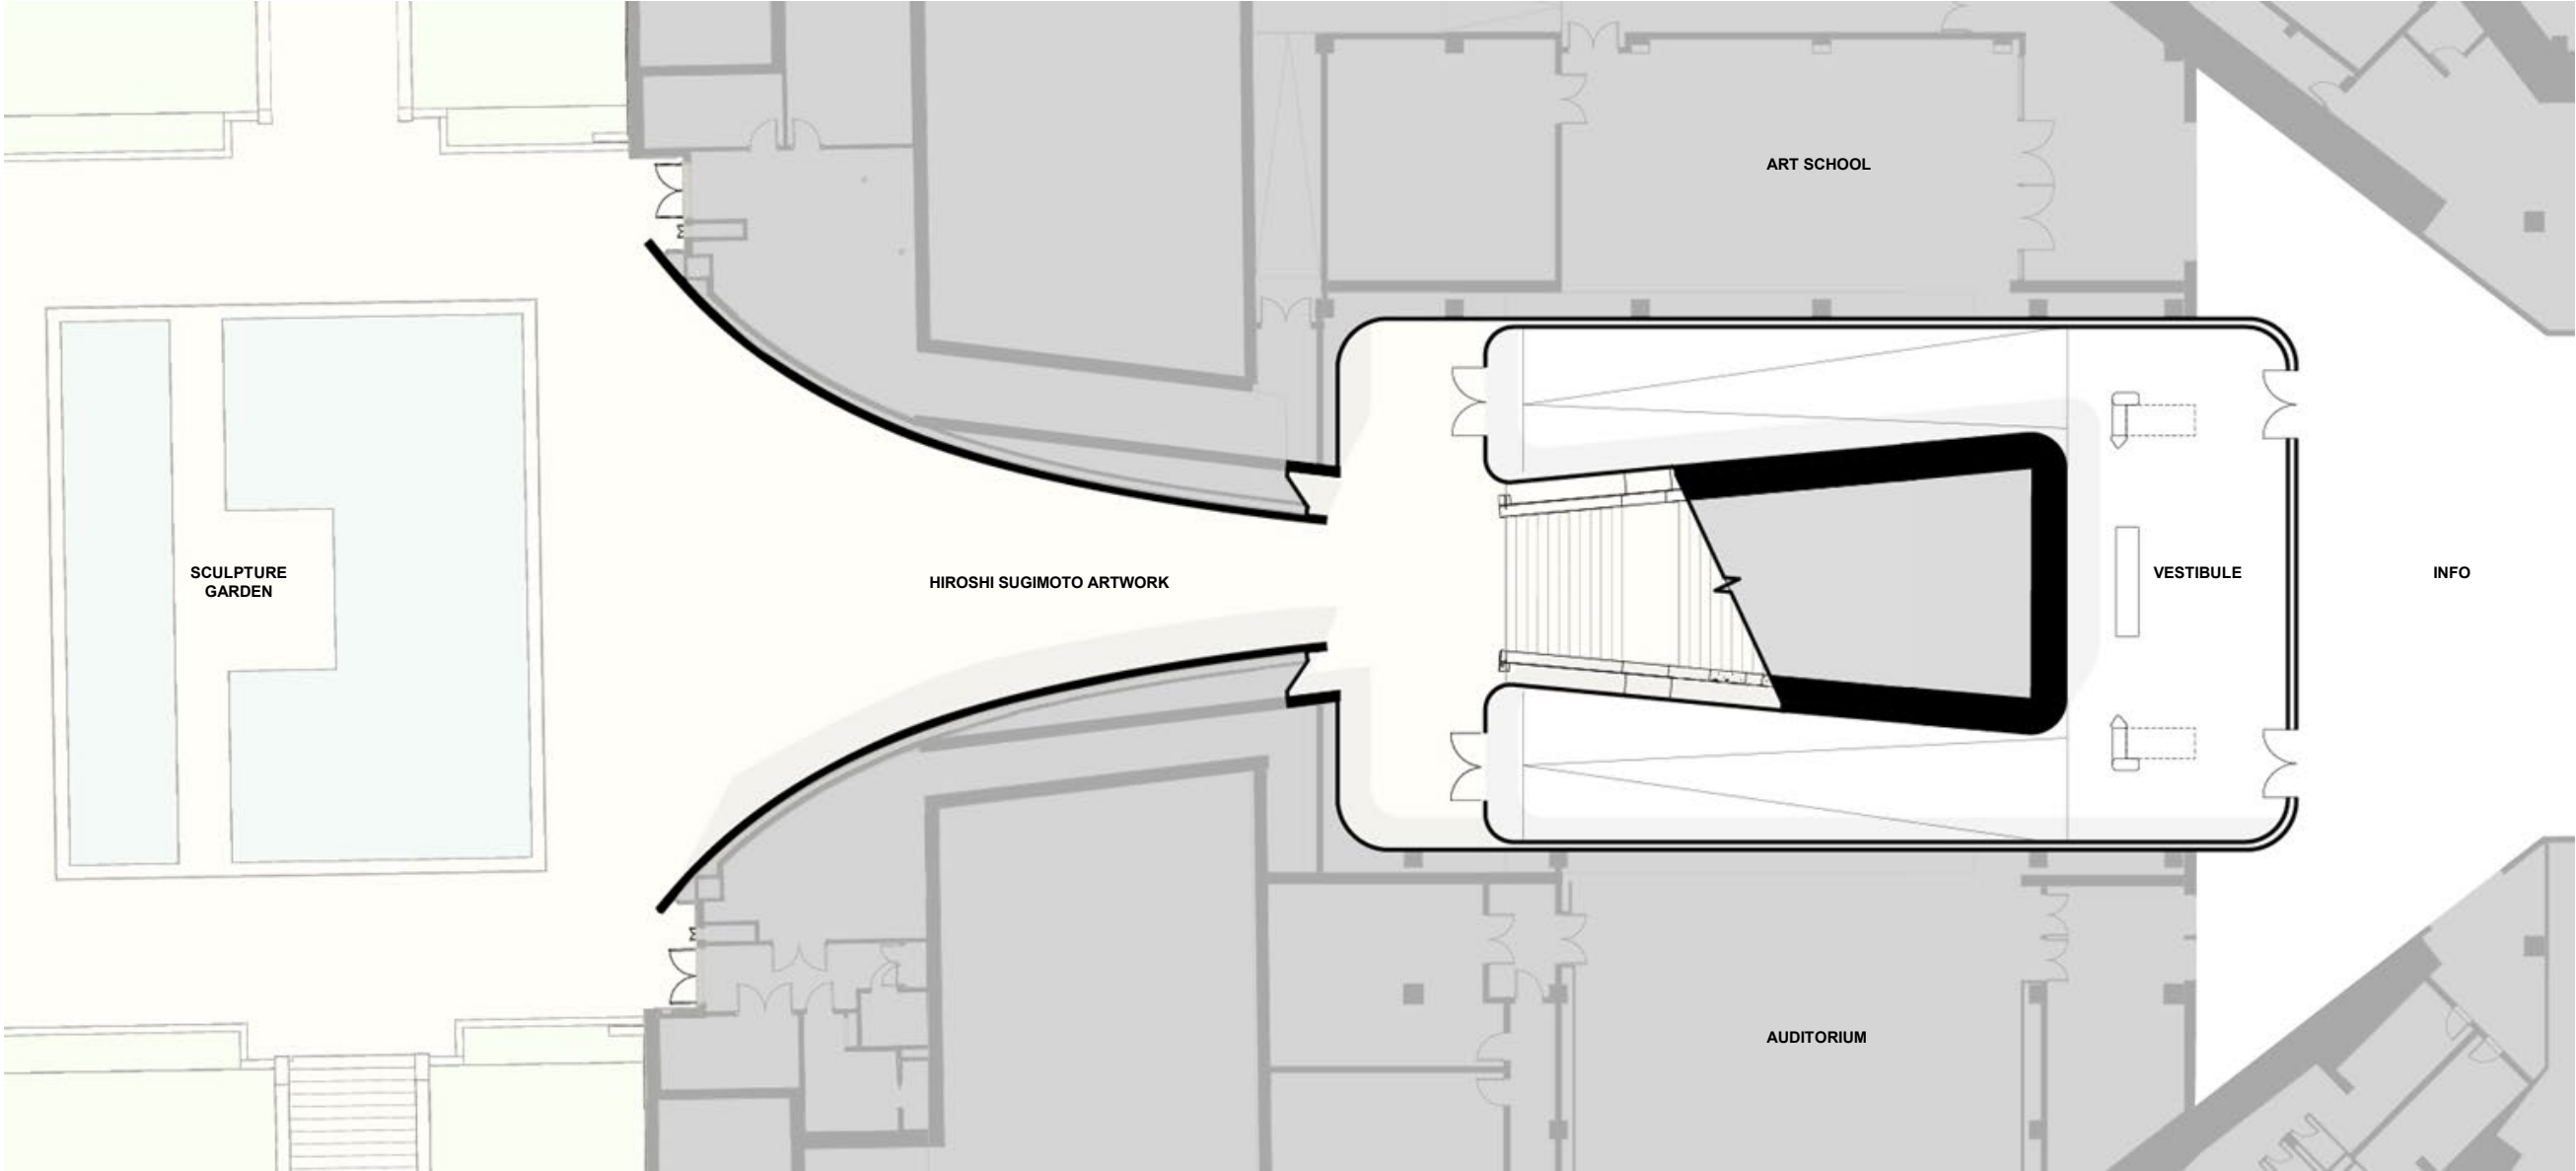 ART SCHOOL
SCULPTURE
GARDEN
HIROSHI SUGIMOTO ARTWORK
VESTIBULE
INFO
AUDITORIUM